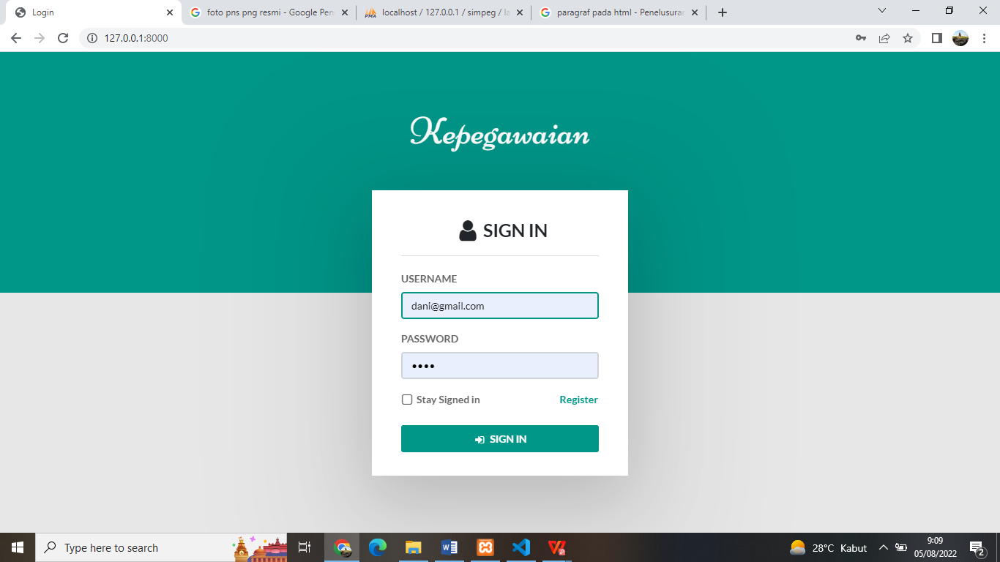 Login
foto pns png resmi - Google Pen
localhost / 127.0.0.1 / simpeg / la
paragraf pada html - Penelusuran
127.0.0.1:8000
Kepegawaian
SIGN IN
USERNAME
dani@gmail.com
PASSWORD
••••
Stay Signed in
Register
SIGN IN
Type here to search
28°C Kabut
9:09
05/08/2022
2